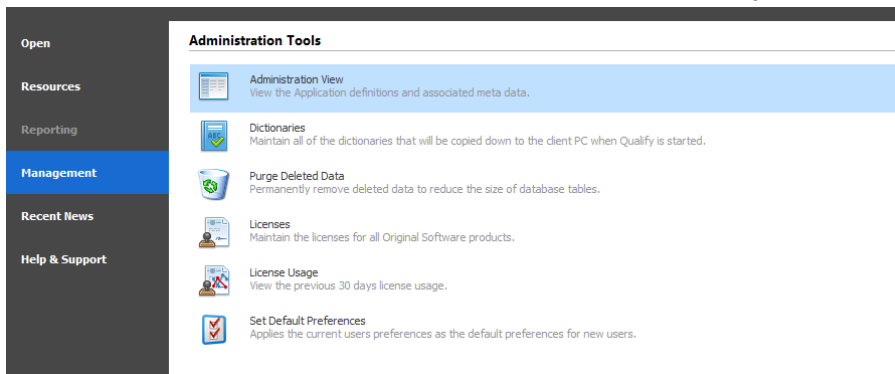 Open
Resources
Reporting
Management
Recent News
Help & Support
Administration Tools
Administration View
View the Application definitions and associated meta data.
ABC
Dictionaries
Maintain all of the dictionaries that will be copied down to the client PC when Qualify is started.
Purge Deleted Data
Permanently remove deleted data to reduce the size of database tables.
Licenses
Maintain the licenses for all Original Software products.
License Usage
View the previous 30 days license usage.
Set Default Preferences
Applies the current users preferences as the default preferences for new users.